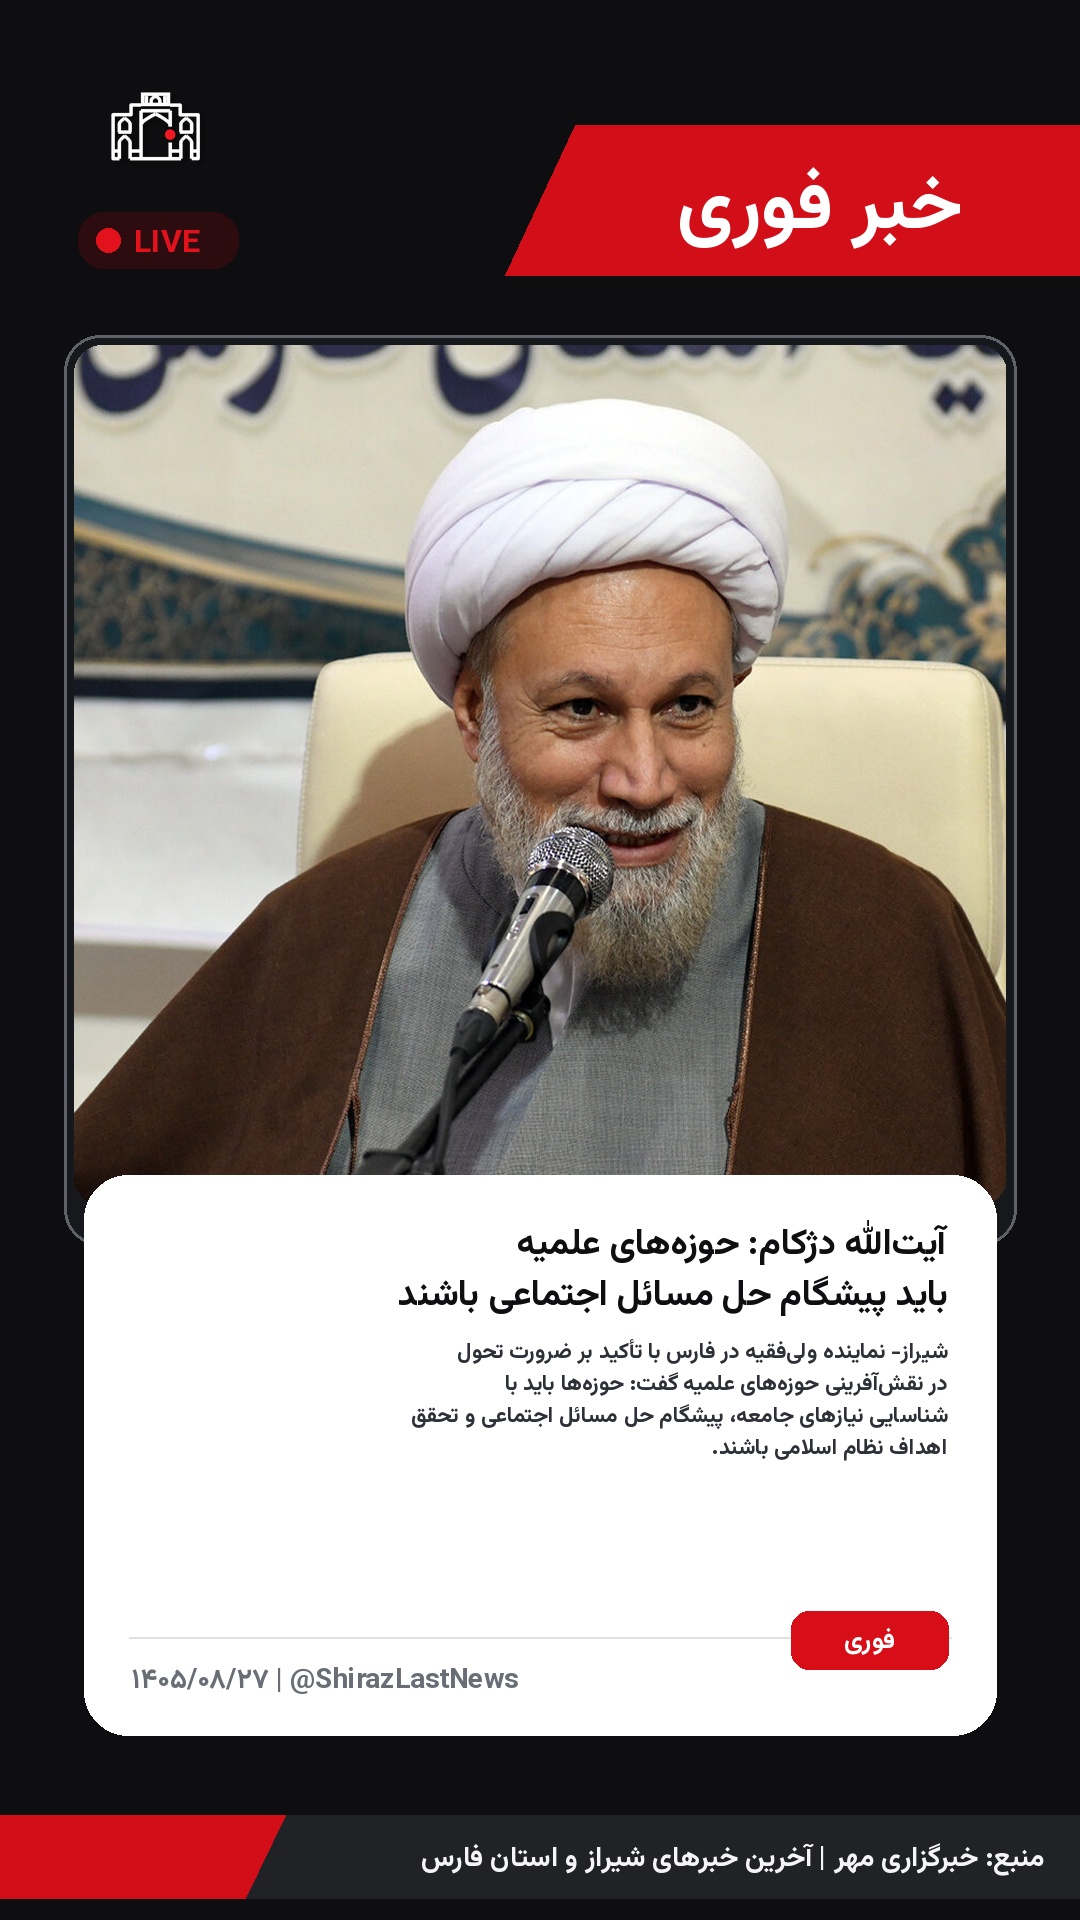 خبر فوری
LIVE
آیت‌الله دژکام: حوزه‌های علمیه
باید پیشگام حل مسائل اجتماعی باشند
شیراز- نماینده ولی‌فقیه در فارس با تأکید بر ضرورت تحول
در نقش‌آفرینی حوزه‌های علمیه گفت: حوزه‌ها باید با
شناسایی نیازهای جامعه، پیشگام حل مسائل اجتماعی و تحقق
اهداف نظام اسلامی باشند.
فوری
۱۴۰۵/۰۸/۲۷ | @ShirazLastNews
منبع: خبرگزاری مهر | آخرین خبرهای شیراز و استان فارس